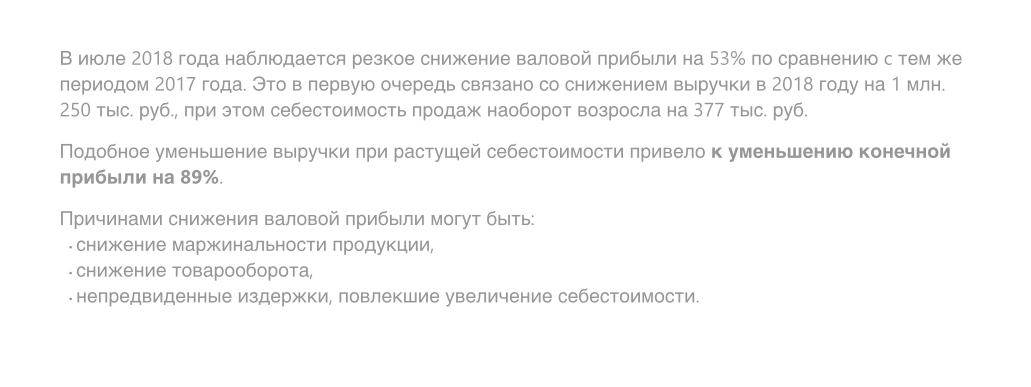 В июле 2018 года наблюдается резкое снижение валовой прибыли на 53% по сравнению с тем же
периодом 2017 года. Это в первую очередь связано со снижением выручки в 2018 году на 1 млн.
250 тыс. руб., при этом себестоимость продаж наоборот возросла на 377 тыс. руб.
Подобное уменьшение выручки при растущей себестоимости привело к уменьшению конечной
прибыли на 89%.
Причинами снижения валовой прибыли могут быть:
· снижение маржинальности продукции,
· снижение товарооборота,
· непредвиденные издержки, повлекшие увеличение себестоимости.